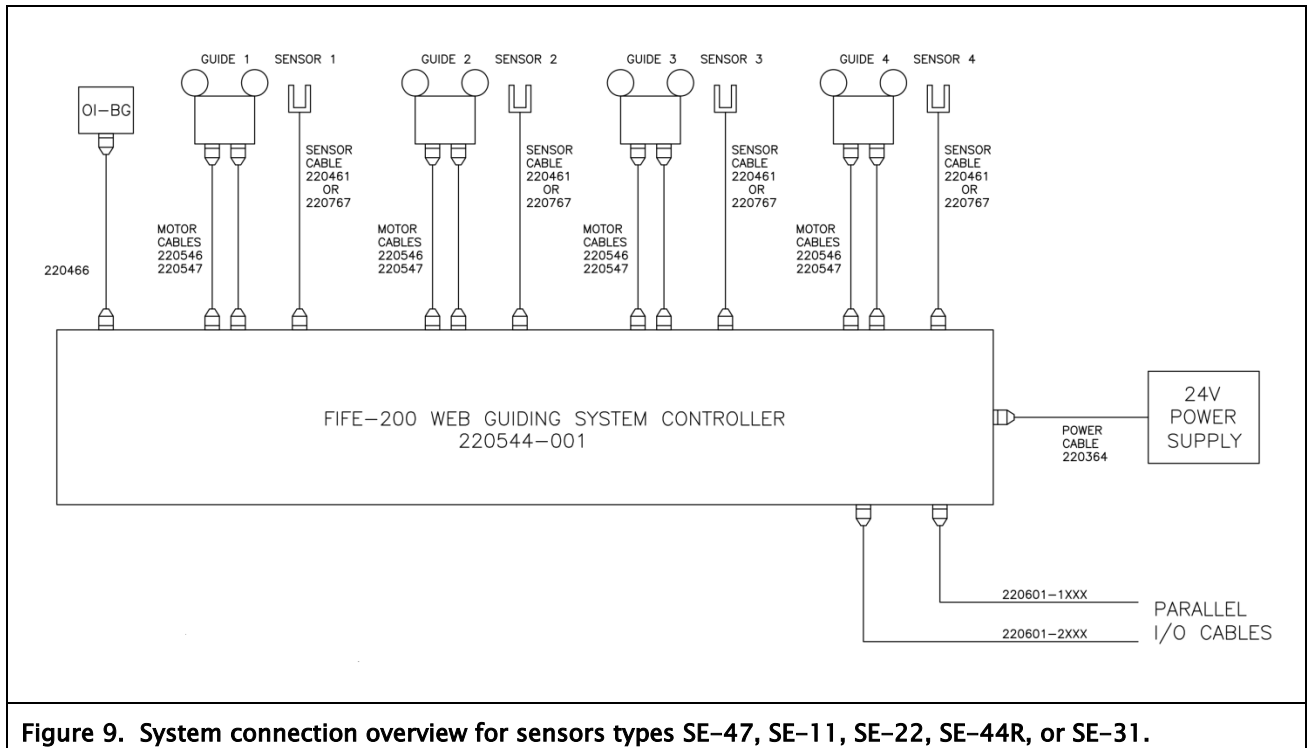 GUIDE 1
SENSOR 1
GUIDE 2
SENSOR 2
GUIDE 3
SENSOR 3
GUIDE 4
SENSOR 4
OI-BG
SENSOR
CABLE
220461
OR
220767
SENSOR
CABLE
220461
OR
220767
SENSOR
CABLE
220461
OR
220767
SENSOR
CABLE
220461
OR
220767
220466
MOTOR
CABLES
220546
220547
MOTOR
CABLES
220546
220547
MOTOR
CABLES
220546
220547
MOTOR
CABLES
220546
220547
FIFE-200 WEB GUIDING SYSTEM CONTROLLER
220544-001
POWER
CABLE
220364
24V
POWER
SUPPLY
220601-1XXX
220601-2XXX
PARALLEL
I/O CABLES
Figure 9. System connection overview for sensors types SE-47, SE-11, SE-22, SE-44R, or SE-31.